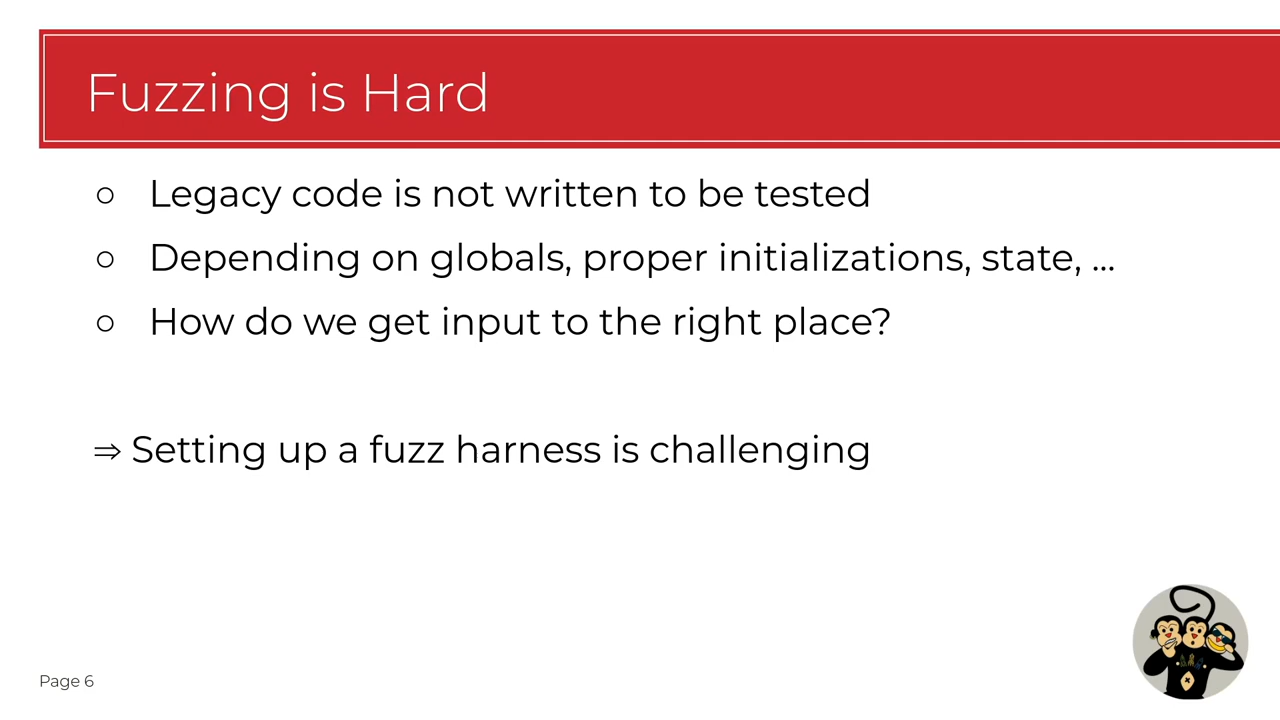 Fuzzing is Hard
○ Legacy code is not written to be tested
○ Depending on globals, proper initializations, state, ...
○ How do we get input to the right place?
⇒ Setting up a fuzz harness is challenging
Page 6